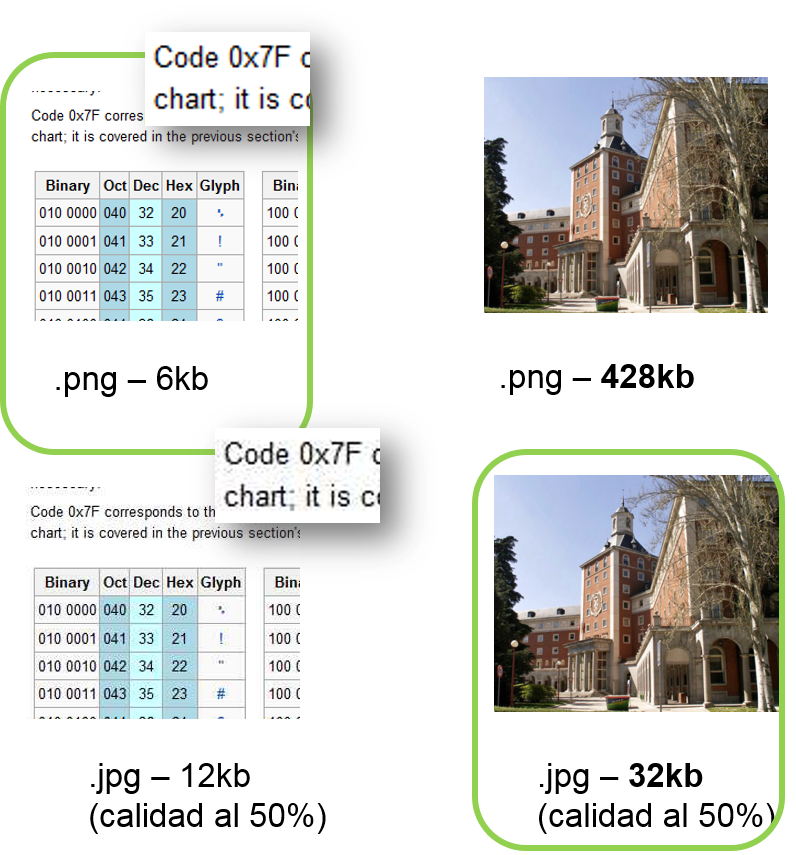 Code 0x7F c
chart; it is co
necessary.
Code 0x7F corres
chart; it is covered in the previous section's
Binary Oct Dec Hex Glyph Bin
010 0000 040 32 20 100 0
010 0001 041 33 21 ! 100 0
010 0010 042 34 22 " 100 0
010 0011 043 35 23 # 100 0
.png – 6kb
.png – 428kb
Code 0x7F c
chart; it is co
necessary.
Code 0x7F corresponds to th
chart; it is covered in the previous section's
Binary Oct Dec Hex Glyph Bina
010 0000 040 32 20 100 0
010 0001 041 33 21 ! 100 0
010 0010 042 34 22 " 100 0
010 0011 043 35 23 # 100 0
.jpg – 12kb
(calidad al 50%)
.jpg – 32kb
(calidad al 50%)